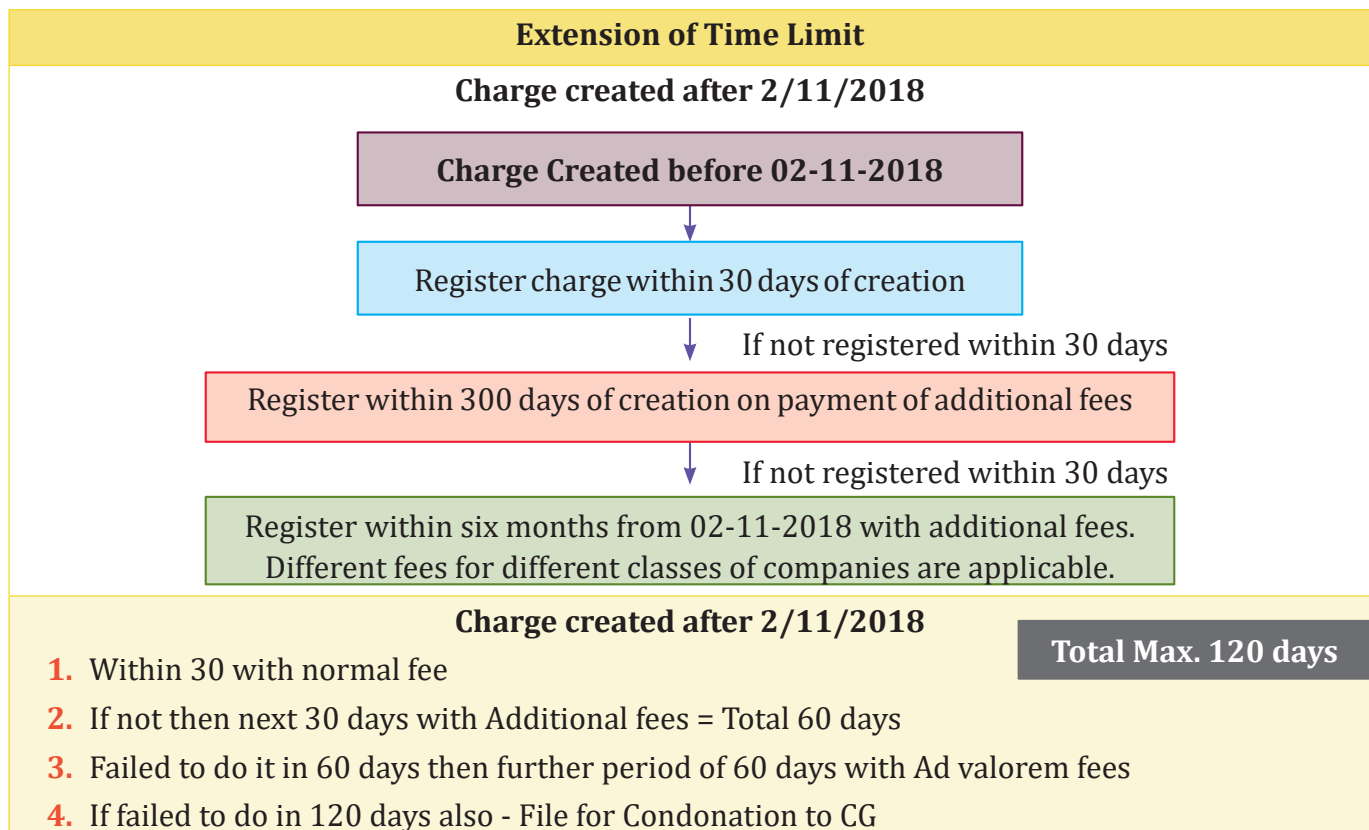 Extension of Time Limit
Charge created after 2/11/2018
Charge Created before 02-11-2018
Register charge within 30 days of creation
If not registered within 30 days
Register within 300 days of creation on payment of additional fees
If not registered within 30 days
Register within six months from 02-11-2018 with additional fees.
Different fees for different classes of companies are applicable.
Charge created after 2/11/2018
Total Max. 120 days
1. Within 30 with normal fee
2. If not then next 30 days with Additional fees = Total 60 days
3. Failed to do it in 60 days then further period of 60 days with Ad valorem fees
4. If failed to do in 120 days also - File for Condonation to CG